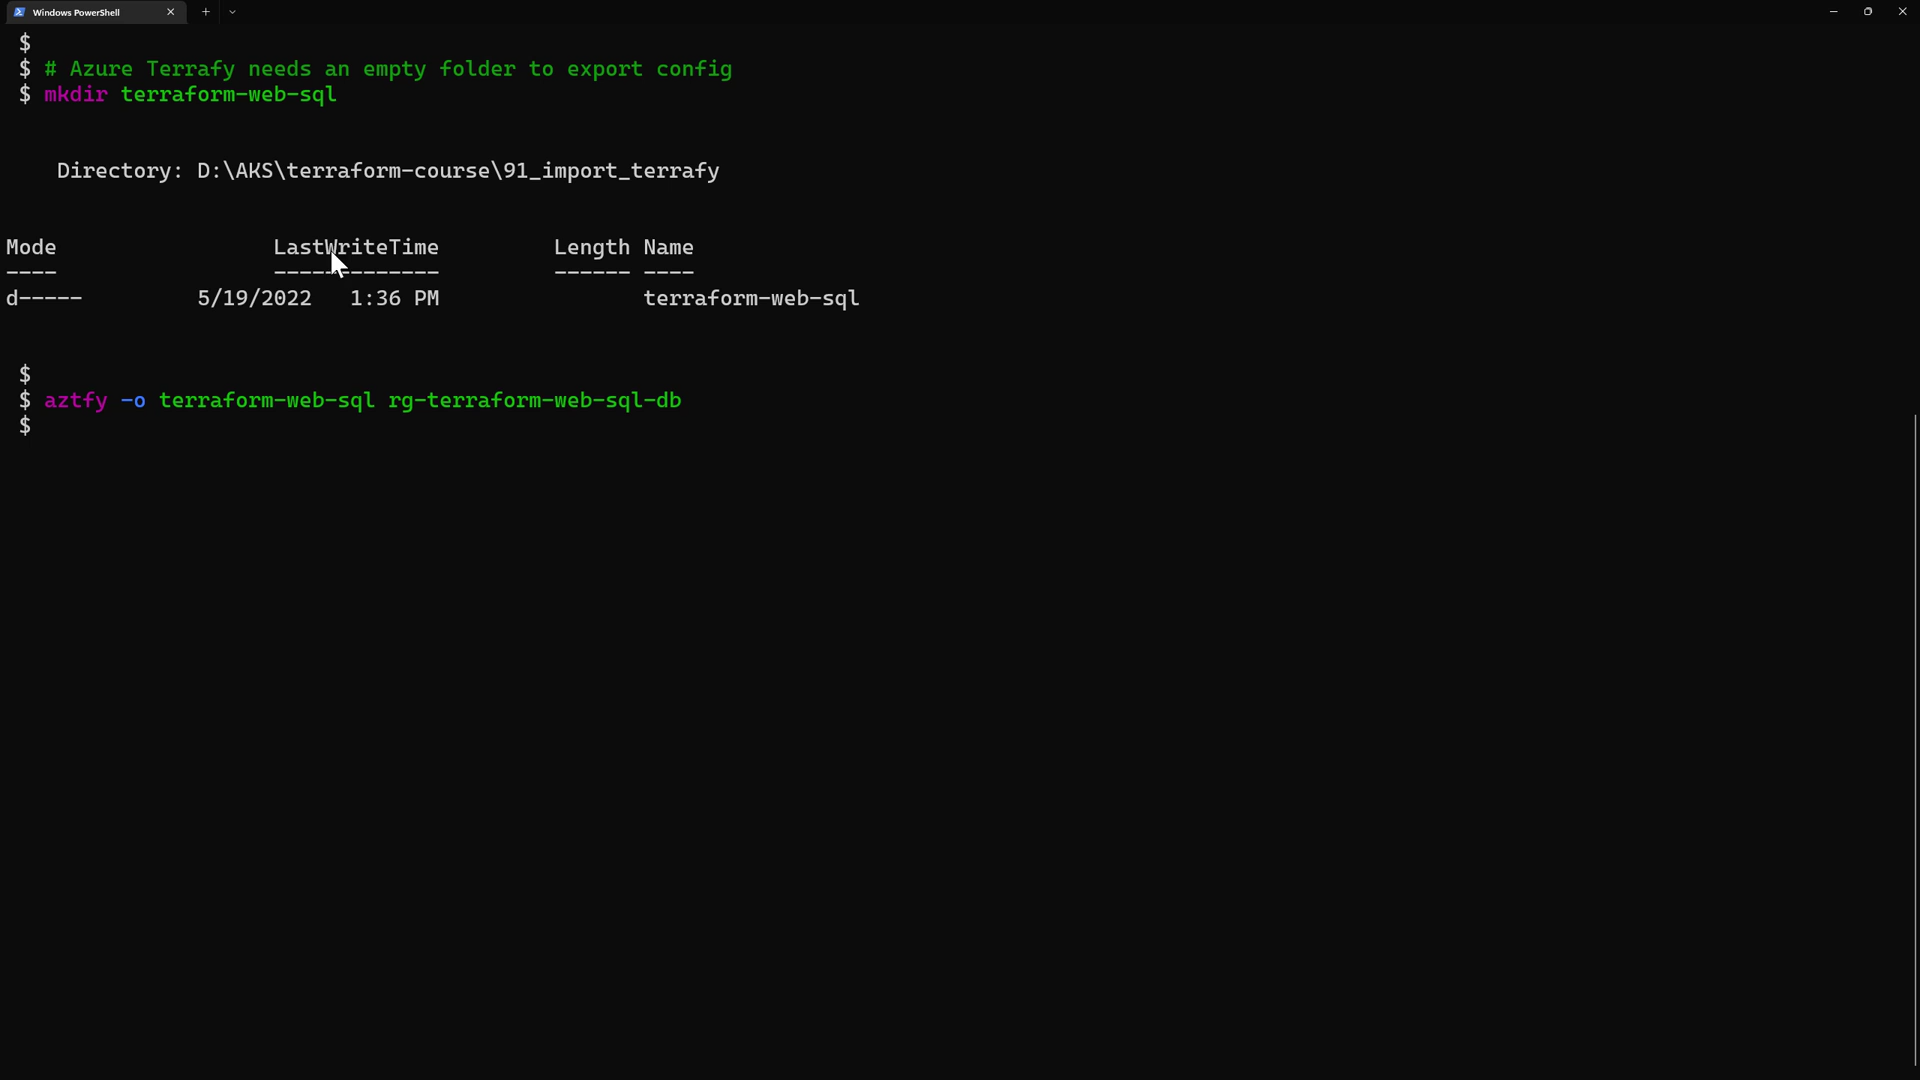 Windows PowerShell
$
$ # Azure Terrafy needs an empty folder to export config
$ mkdir terraform-web-sql
Directory: D:\AKS\terraform-course\91_import_terrafy
Mode LastWriteTime Length Name
---- ------------- ------ ----
d----- 5/19/2022 1:36 PM terraform-web-sql
$
$ aztfy -o terraform-web-sql rg-terraform-web-sql-db
$